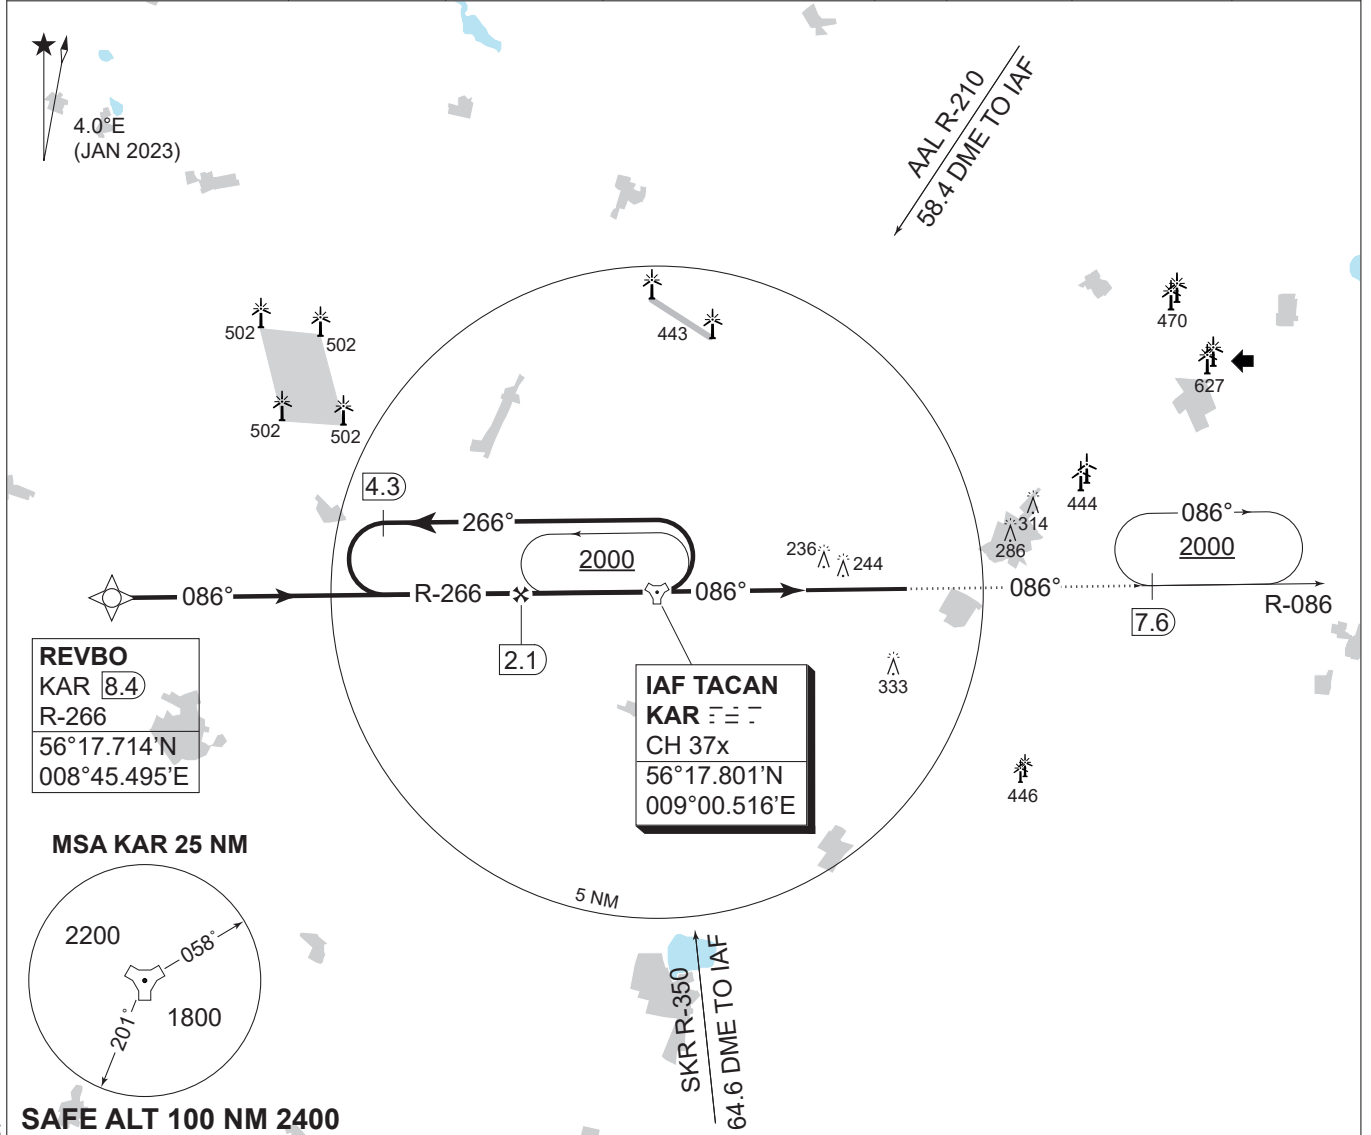 4.0°E
(JAN 2023)
AAL R-210
58.4 DME TO IAF
502
502
502
502
443
470
627
444
314
286
236
244
333
446
4.3
266°
2000
086°
R-266
086°
086°
086°
2000
R-086
7.6
2.1
REVBO
KAR 8.4
R-266
56°17.714'N
008°45.495'E
IAF TACAN
KAR
CH 37x
56°17.801'N
009°00.516'E
5 NM
MSA KAR 25 NM
2200
058°
1800
201°
SKR R-350
64.6 DME TO IAF
SAFE ALT 100 NM 2400